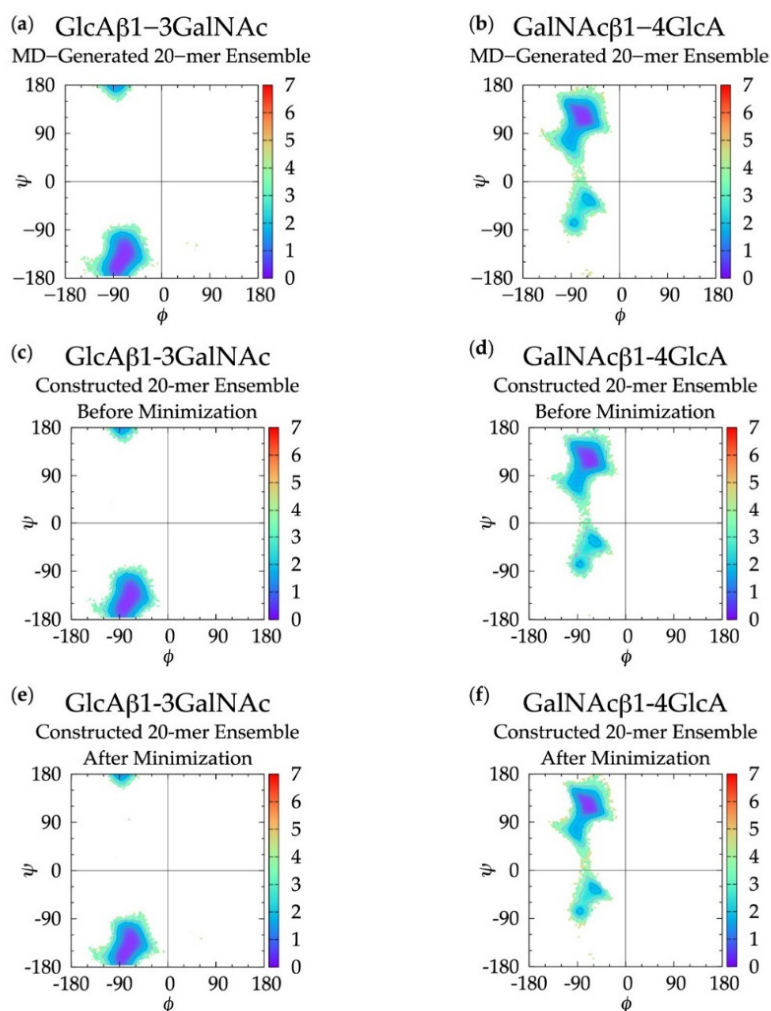 (a) GlcAβ1−3GalNAc
MD−Generated 20−mer Ensemble
180
90
0
-90
−180
ψ
−180 −90 0 90 180
ϕ
7
6
5
4
3
2
1
0
(b) GalNAcβ1−4GlcA
MD−Generated 20−mer Ensemble
180
90
0
−90
−180
ψ
−180 −90 0 90 180
ϕ
7
6
5
4
3
2
1
0
(c) GlcAβ1-3GalNAc
Constructed 20-mer Ensemble
Before Minimization
180
90
0
-90
-180
ψ
-180 -90 0 90 180
ϕ
7
6
5
4
3
2
1
0
(d) GalNAcβ1-4GlcA
Constructed 20-mer Ensemble
Before Minimization
180
90
0
-90
-180
ψ
-180 -90 0 90 180
ϕ
7
6
5
4
3
2
1
0
(e) GlcAβ1-3GalNAc
Constructed 20-mer Ensemble
After Minimization
180
90
0
-90
-180
ψ
-180 -90 0 90 180
ϕ
7
6
5
4
3
2
1
0
(f) GalNAcβ1-4GlcA
Constructed 20-mer Ensemble
After Minimization
180
90
0
-90
-180
ψ
-180 -90 0 90 180
ϕ
7
6
5
4
3
2
1
0